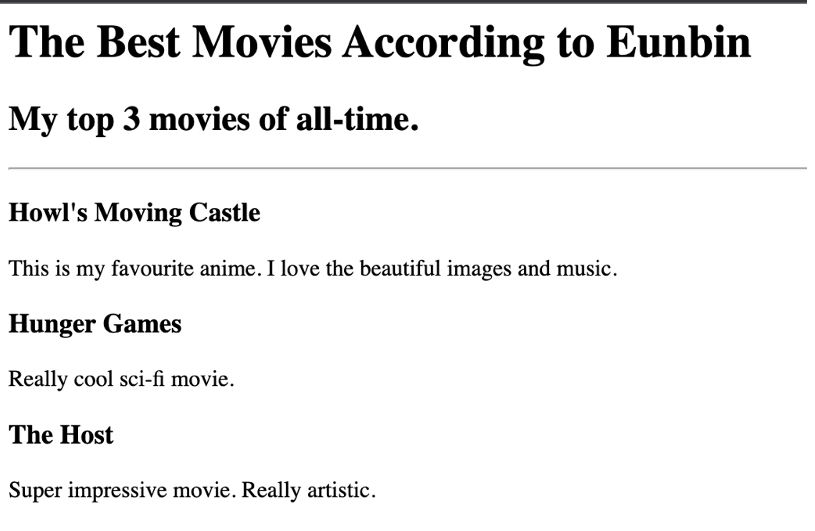 The Best Movies According to Eunbin
My top 3 movies of all-time.
Howl's Moving Castle
This is my favourite anime. I love the beautiful images and music.
Hunger Games
Really cool sci-fi movie.
The Host
Super impressive movie. Really artistic.